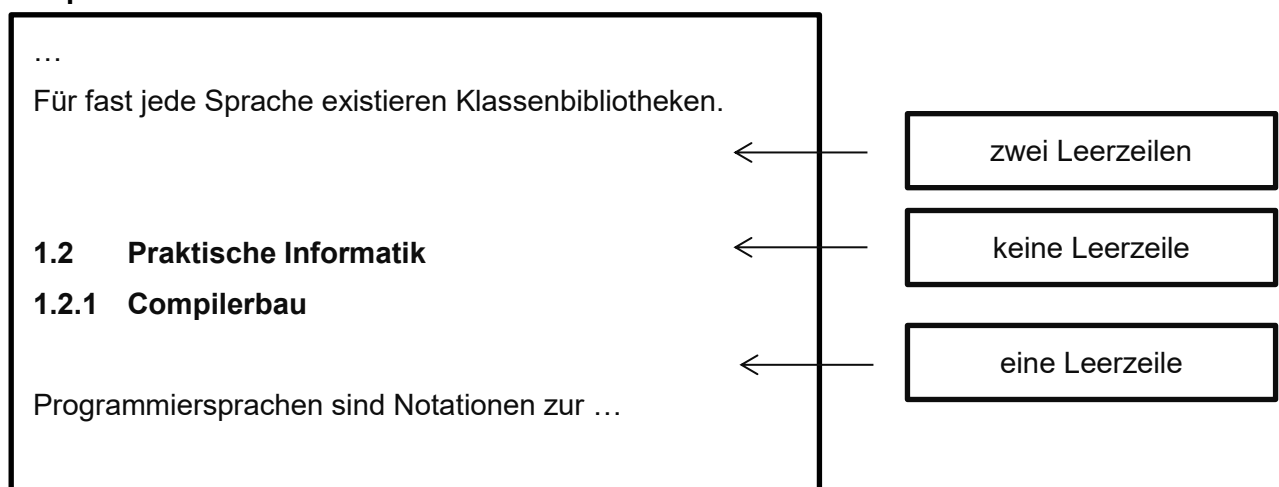 …
Für fast jede Sprache existieren Klassenbibliotheken.
zwei Leerzeilen
1.2 Praktische Informatik
keine Leerzeile
1.2.1 Compilerbau
eine Leerzeile
Programmiersprachen sind Notationen zur …